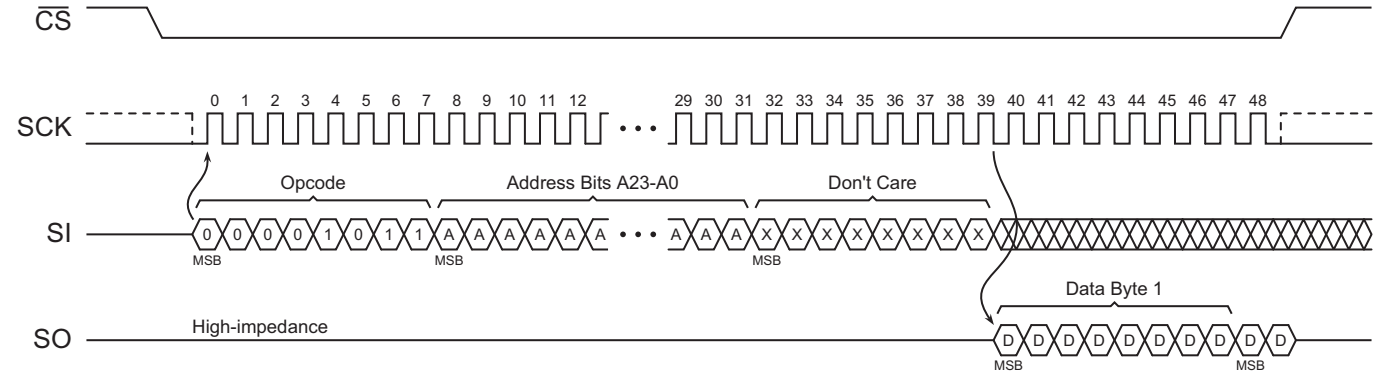 CS
SCK 0 1 2 3 4 5 6 7 8 9 10 11 12 29 30 31 32 33 34 35 36 37 38 39 40 41 42 43 44 45 46 47 48
Opcode Address Bits A23-A0 Don't Care
SI 0 0 0 0 1 0 1 1 A A A A A A A A A X X X X X X X X
MSB MSB MSB
Data Byte 1
SO High-impedance D D D D D D D D D D
MSB MSB